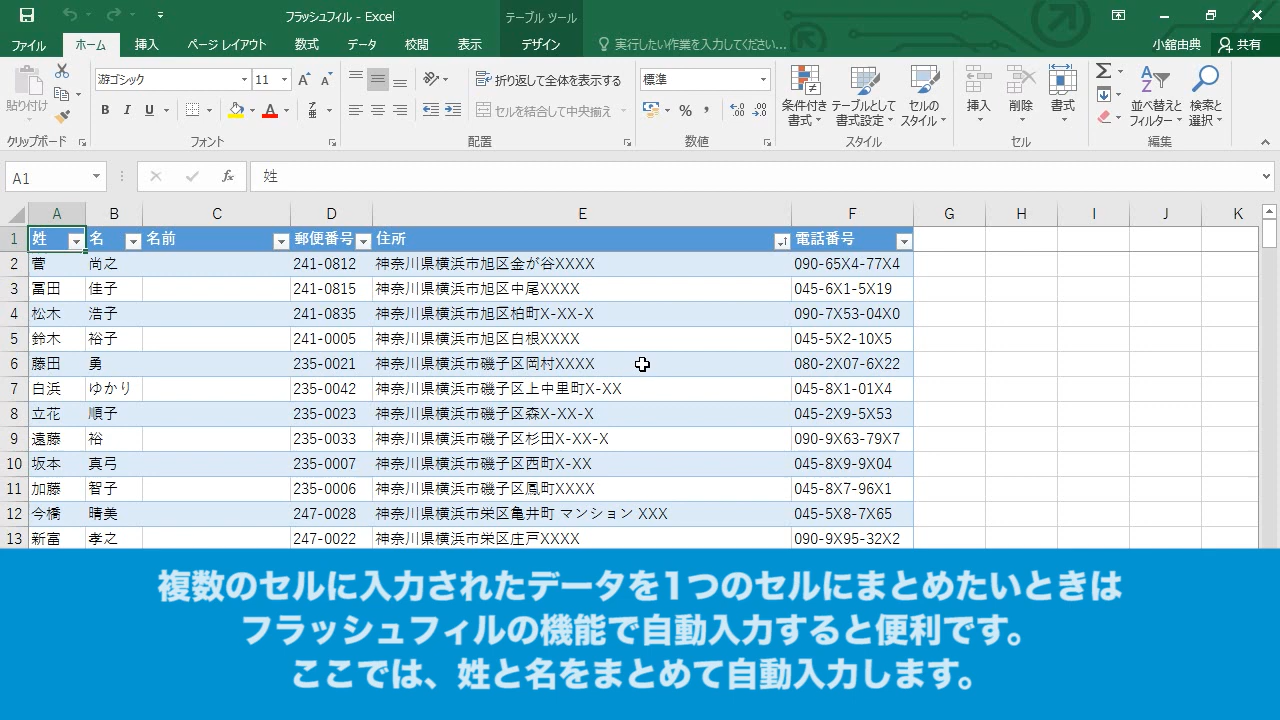 フラッシュフィル - Excel
テーブル ツール
ファイル ホーム 挿入 ページ レイアウト 数式 データ 校閲 表示 デザイン 実行したい作業を入力してください... 小舘由典 共有
貼り付け
游ゴシック 11
B I U
折り返して全体を表示する
セルを結合して中央揃え
標準
条件付き書式
テーブルとして書式設定
セルのスタイル
挿入 削除 書式
並べ替えとフィルター
検索と選択
クリップボード フォント 配置 数値 スタイル セル 編集
A1 fx 姓
A B C D E F G H I J K
1 姓 名 名前 郵便番号 住所 電話番号
2 菅 尚之 241-0812 神奈川県横浜市旭区金が谷XXXX 090-65X4-77X4
3 冨田 佳子 241-0815 神奈川県横浜市旭区中尾XXXX 045-6X1-5X19
4 松木 浩子 241-0835 神奈川県横浜市旭区柏町X-XX-X 090-7X53-04X0
5 鈴木 裕子 241-0005 神奈川県横浜市旭区白根XXXX 045-5X2-10X5
6 藤田 勇 235-0021 神奈川県横浜市磯子区岡村XXXX 080-2X07-6X22
7 白浜 ゆかり 235-0042 神奈川県横浜市磯子区上中里町X-XX 045-8X1-01X4
8 立花 順子 235-0023 神奈川県横浜市磯子区森X-XX-X 045-2X9-5X53
9 遠藤 裕 235-0033 神奈川県横浜市磯子区杉田X-XX-X 090-9X63-79X7
10 坂本 真弓 235-0007 神奈川県横浜市磯子区西町X-XX 045-8X9-9X04
11 加藤 智子 235-0006 神奈川県横浜市磯子区鳳町XXXX 045-8X7-96X1
12 今橋 晴美 247-0028 神奈川県横浜市栄区亀井町 マンション XXX 045-5X8-7X65
13 新富 孝之 247-0022 神奈川県横浜市栄区庄戸XXXX 090-9X95-32X2
複数のセルに入力されたデータを1つのセルにまとめたいときは
フラッシュフィルの機能で自動入力すると便利です。
ここでは、姓と名をまとめて自動入力します。